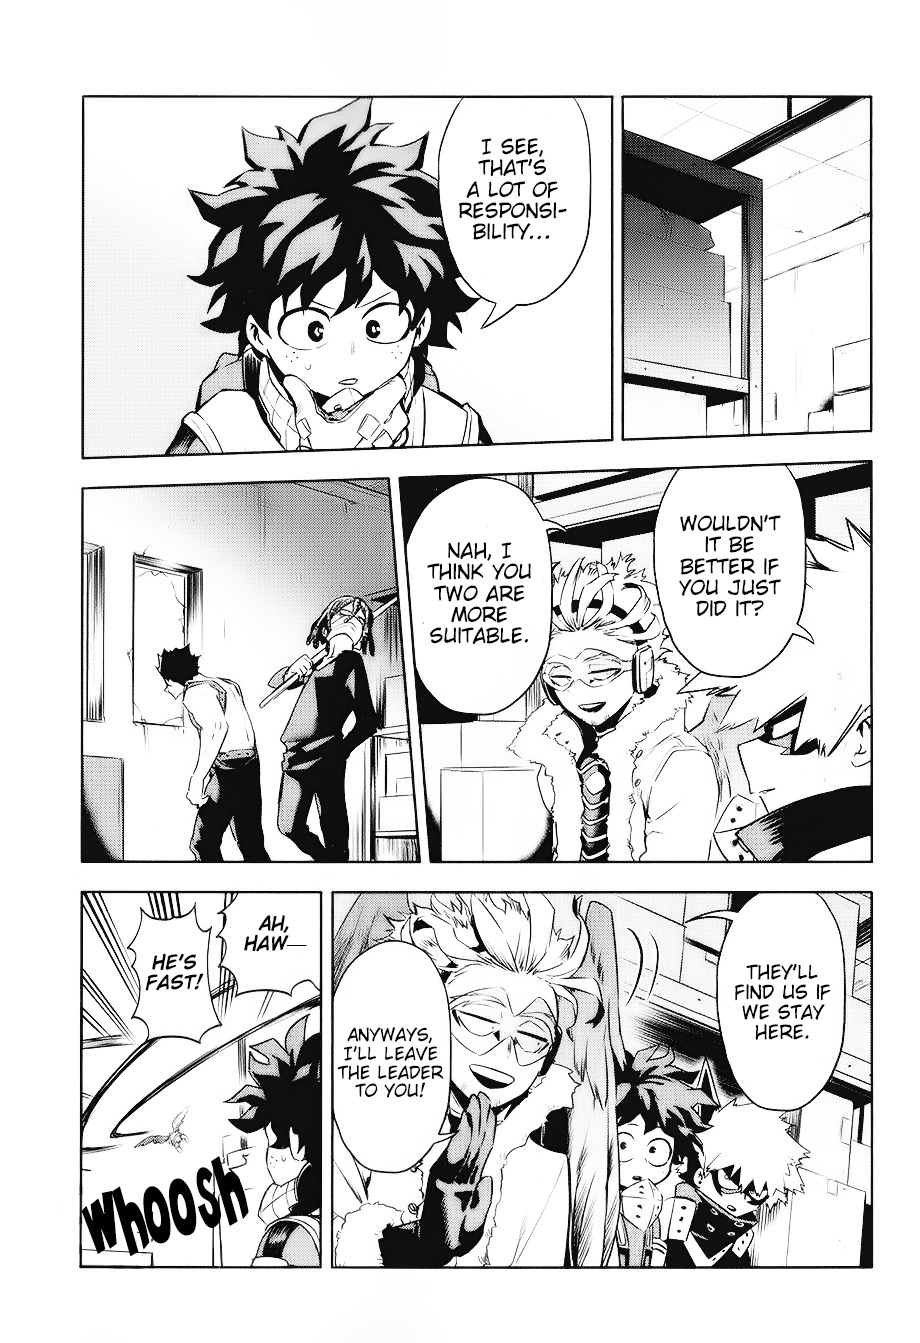 I SEE,
THAT'S
A LOT OF
RESPONSI-
BILITY...
WOULDN'T
IT BE
BETTER IF
YOU JUST
DID IT?
NAH, I
THINK YOU
TWO ARE
MORE
SUITABLE.
THEY'LL
FIND US IF
WE STAY
HERE.
ANYWAYS,
I'LL LEAVE
THE LEADER
TO YOU!
AH,
HAW—
HE'S
FAST!
WHOOSH